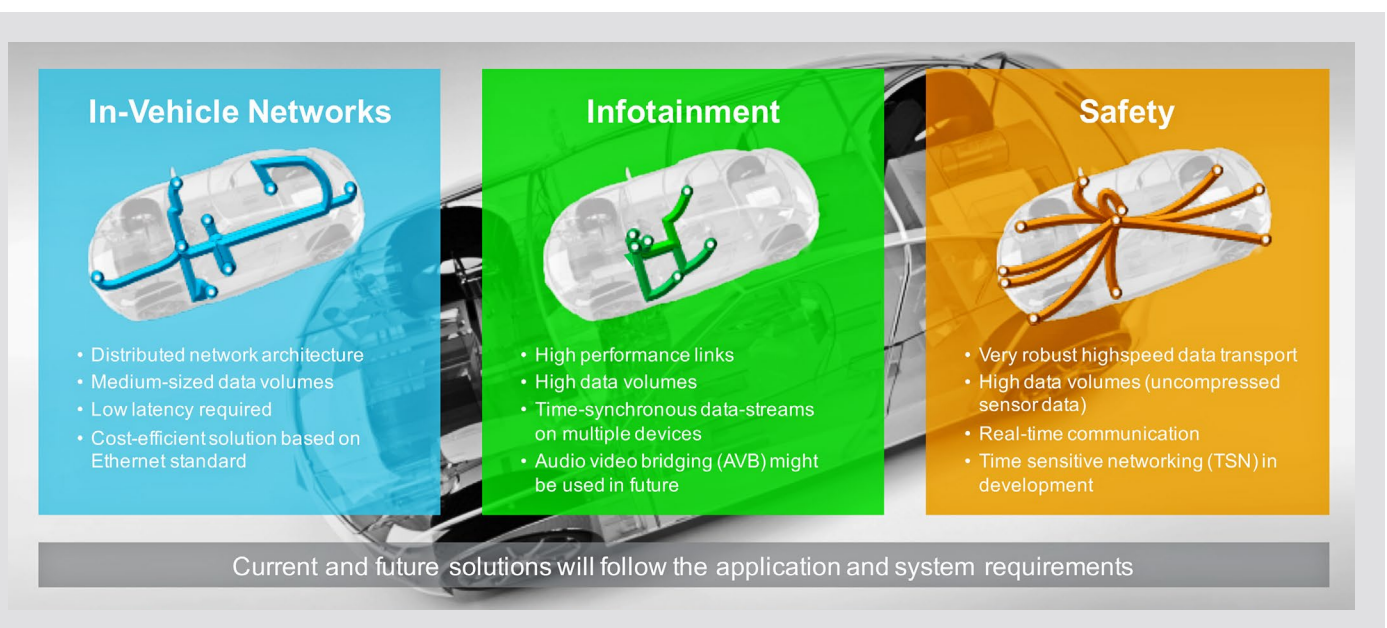 In-Vehicle Networks
• Distributed network architecture
• Medium-sized data volumes
• Low latency required
• Cost-efficient solution based on
Ethernet standard
Infotainment
• High performance links
• High data volumes
• Time-synchronous data-streams
on multiple devices
• Audio video bridging (AVB) might
be used in future
Safety
• Very robust highspeed data transport
• High data volumes (uncompressed
sensor data)
• Real-time communication
• Time sensitive networking (TSN) in
development
Current and future solutions will follow the application and system requirements